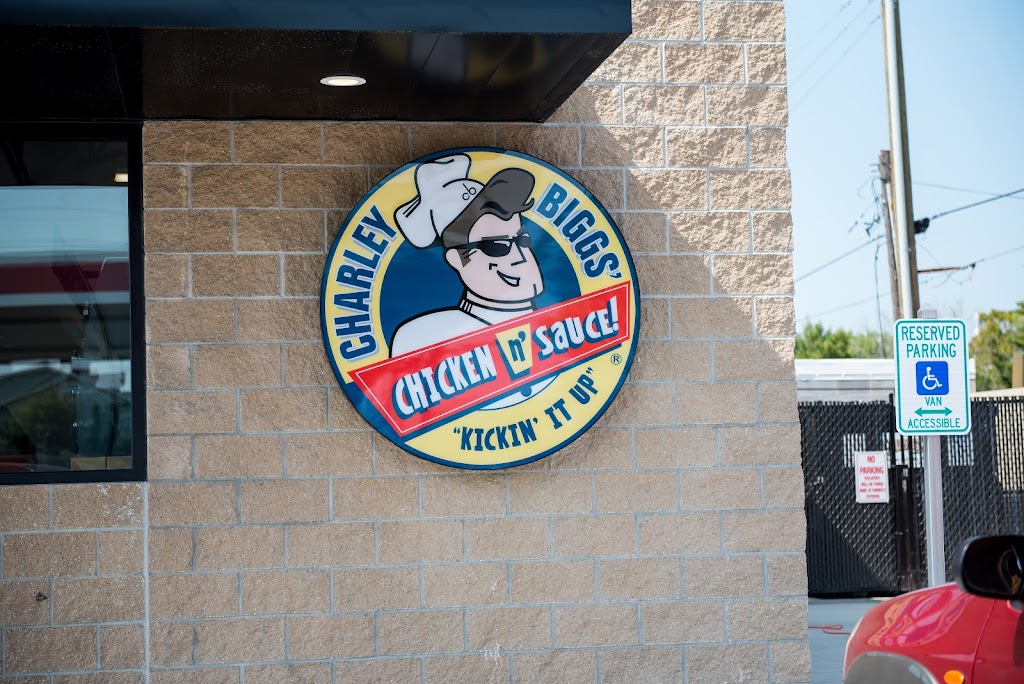 CHARLEY BIGGS'
CHICKEN n' SAUCE!
"KICKIN' IT UP"
®
RESERVED
PARKING
VAN
ACCESSIBLE
NO
PARKING